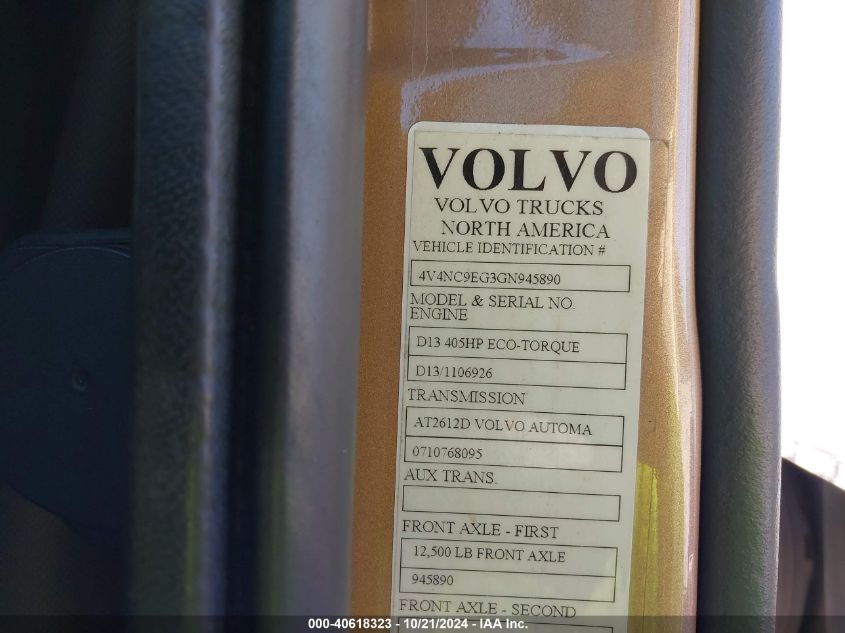 VOLVO
VOLVO TRUCKS
NORTH AMERICA
VEHICLE IDENTIFICATION #
4V4NC9EG3GN945890
MODEL & SERIAL NO.
ENGINE
D13 405HP ECO-TORQUE
D13/1106926
TRANSMISSION
AT2612D VOLVO AUTOMA
0710768095
AUX TRANS.
FRONT AXLE - FIRST
12,500 LB FRONT AXLE
945890
FRONT AXLE - SECOND
000-40618323 - 10/21/2024 - IAA Inc.